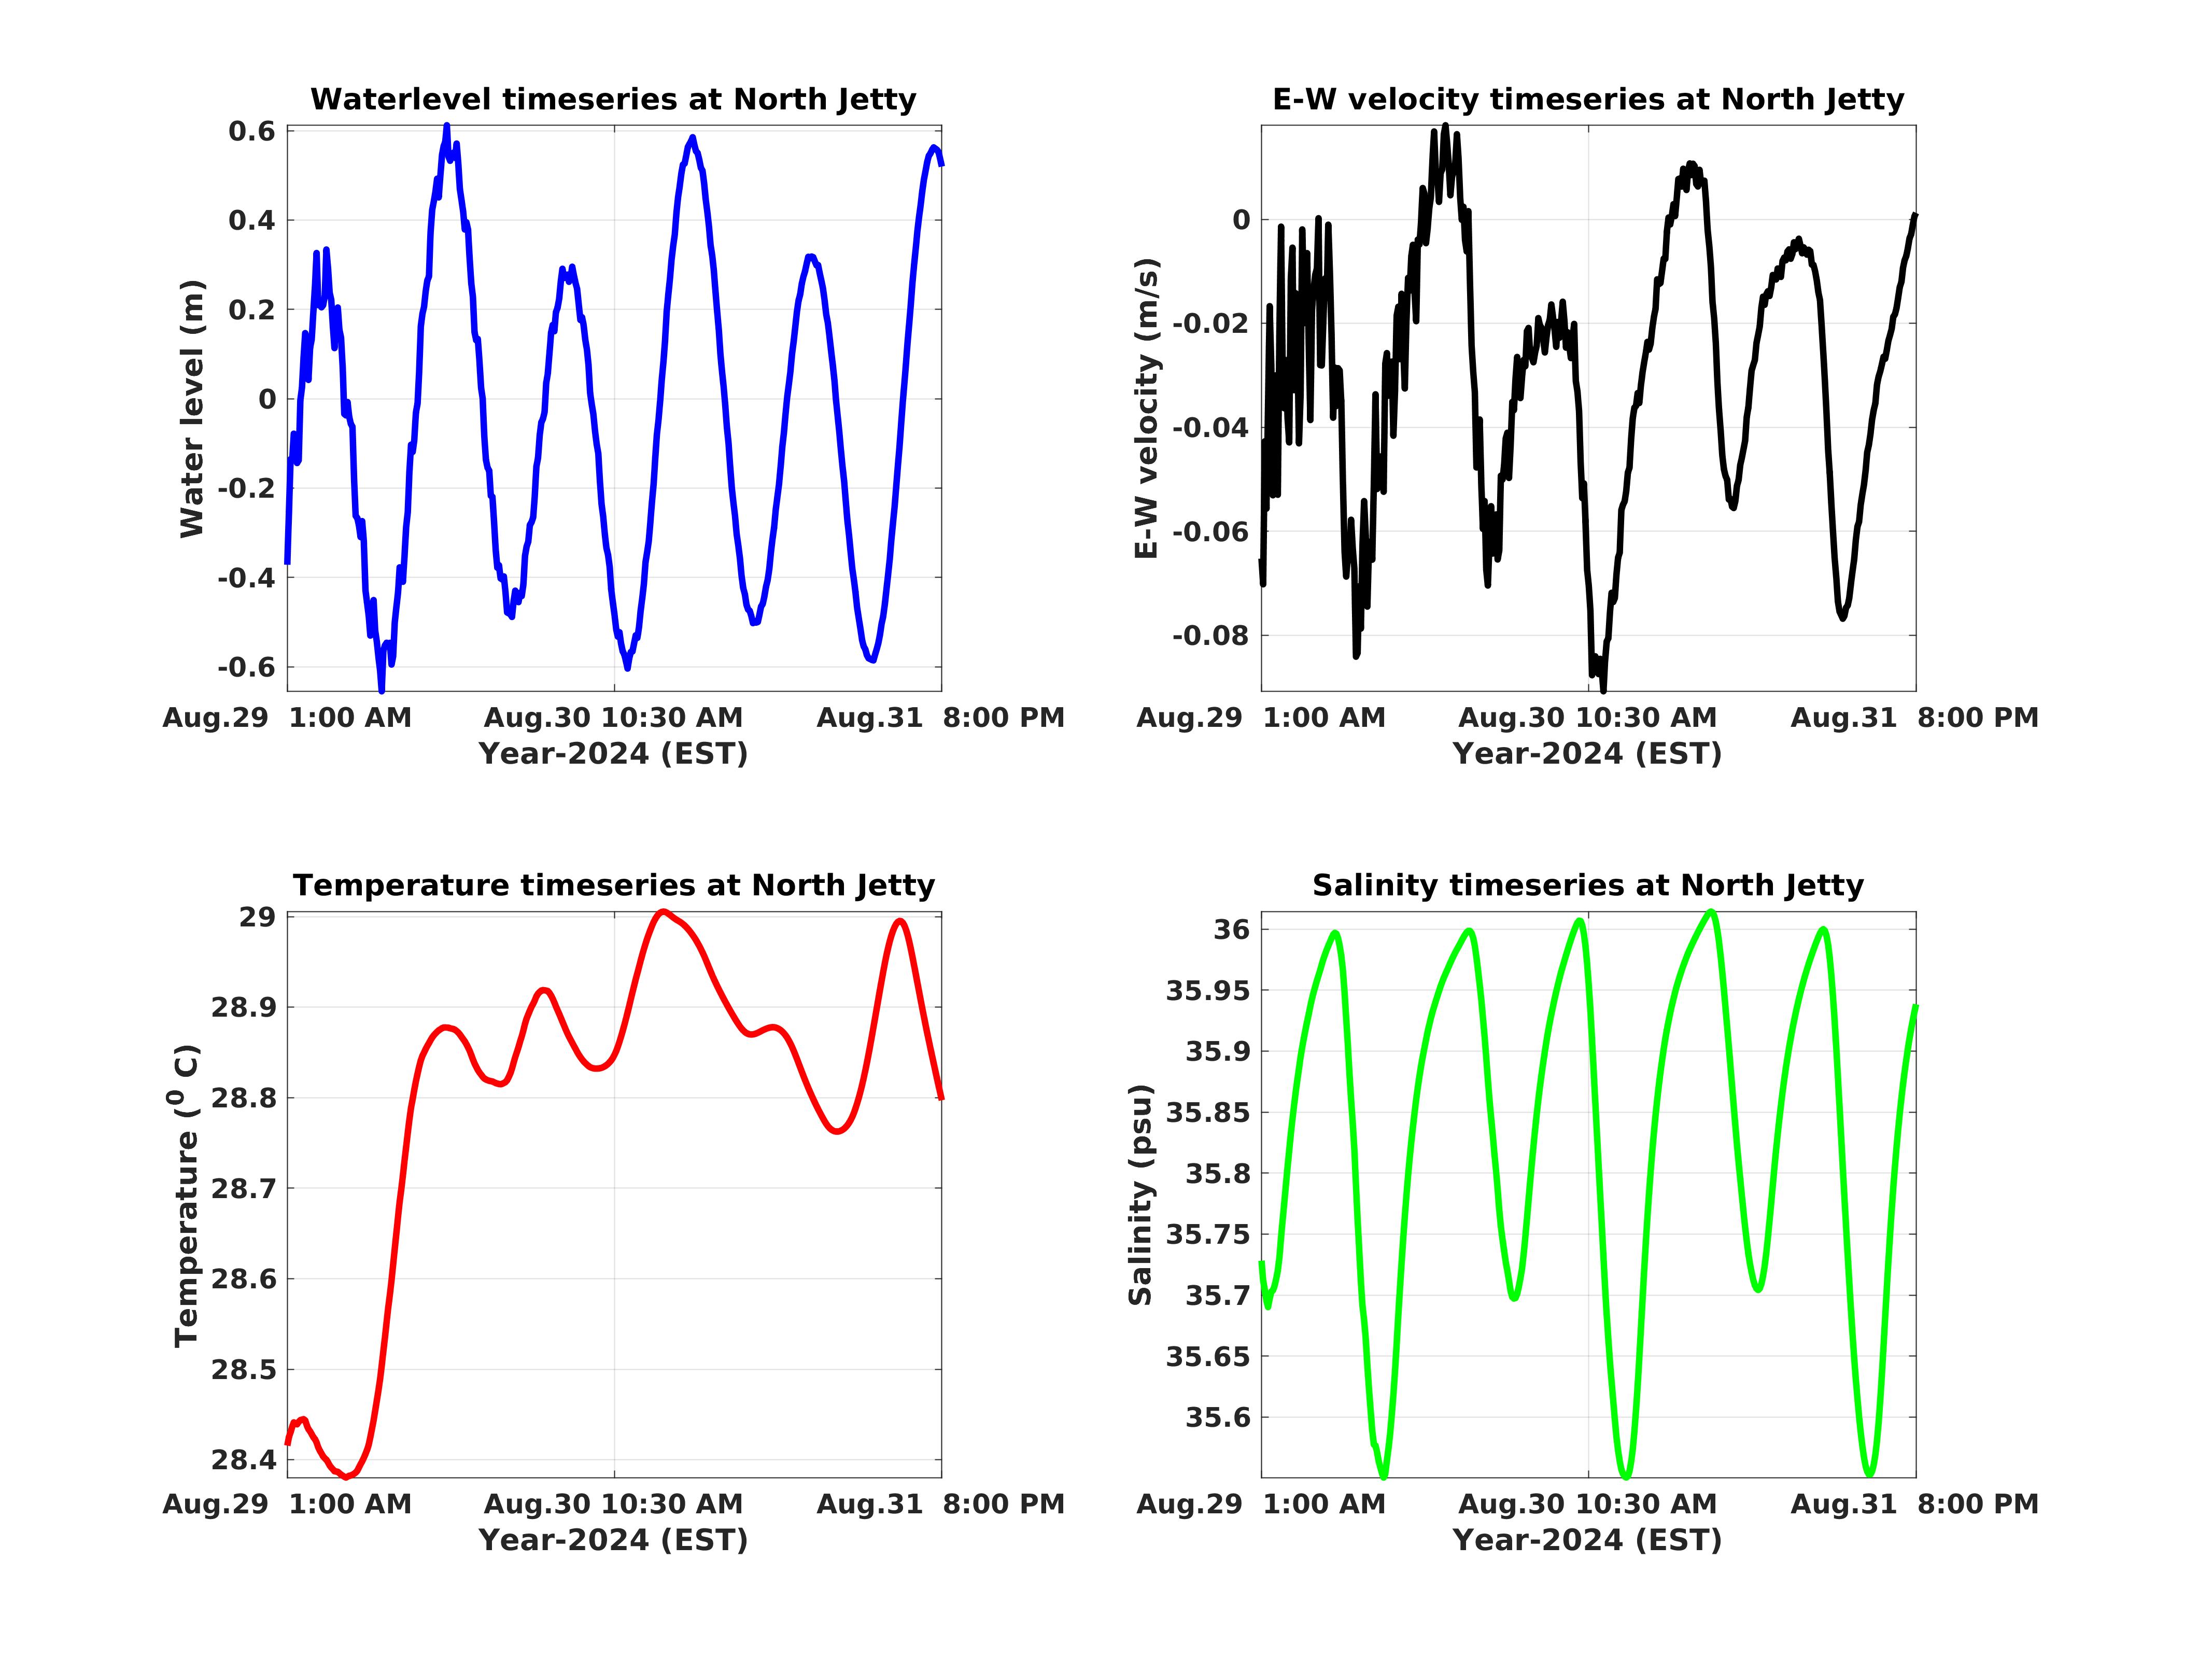 Waterlevel timeseries at North Jetty
0.6
0.4
0.2
0
-0.2
-0.4
-0.6
Water level (m)
Aug.29 1:00 AM Aug.30 10:30 AM Aug.31 8:00 PM
Year-2024 (EST)
E-W velocity timeseries at North Jetty
0
-0.02
-0.04
-0.06
-0.08
E-W velocity (m/s)
Aug.29 1:00 AM Aug.30 10:30 AM Aug.31 8:00 PM
Year-2024 (EST)
Temperature timeseries at North Jetty
29
28.9
28.8
28.7
28.6
28.5
28.4
Temperature (⁰ C)
Aug.29 1:00 AM Aug.30 10:30 AM Aug.31 8:00 PM
Year-2024 (EST)
Salinity timeseries at North Jetty
36
35.95
35.9
35.85
35.8
35.75
35.7
35.65
35.6
Salinity (psu)
Aug.29 1:00 AM Aug.30 10:30 AM Aug.31 8:00 PM
Year-2024 (EST)